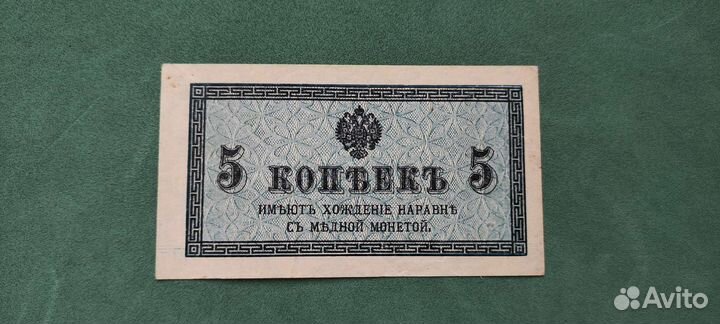 5 КОПѢЕКЪ 5
ИМѢЮТЪ ХОЖДЕНІЕ НАРАВНѢ
СЪ МѢДНОЙ МОНЕТОЙ.
Avito